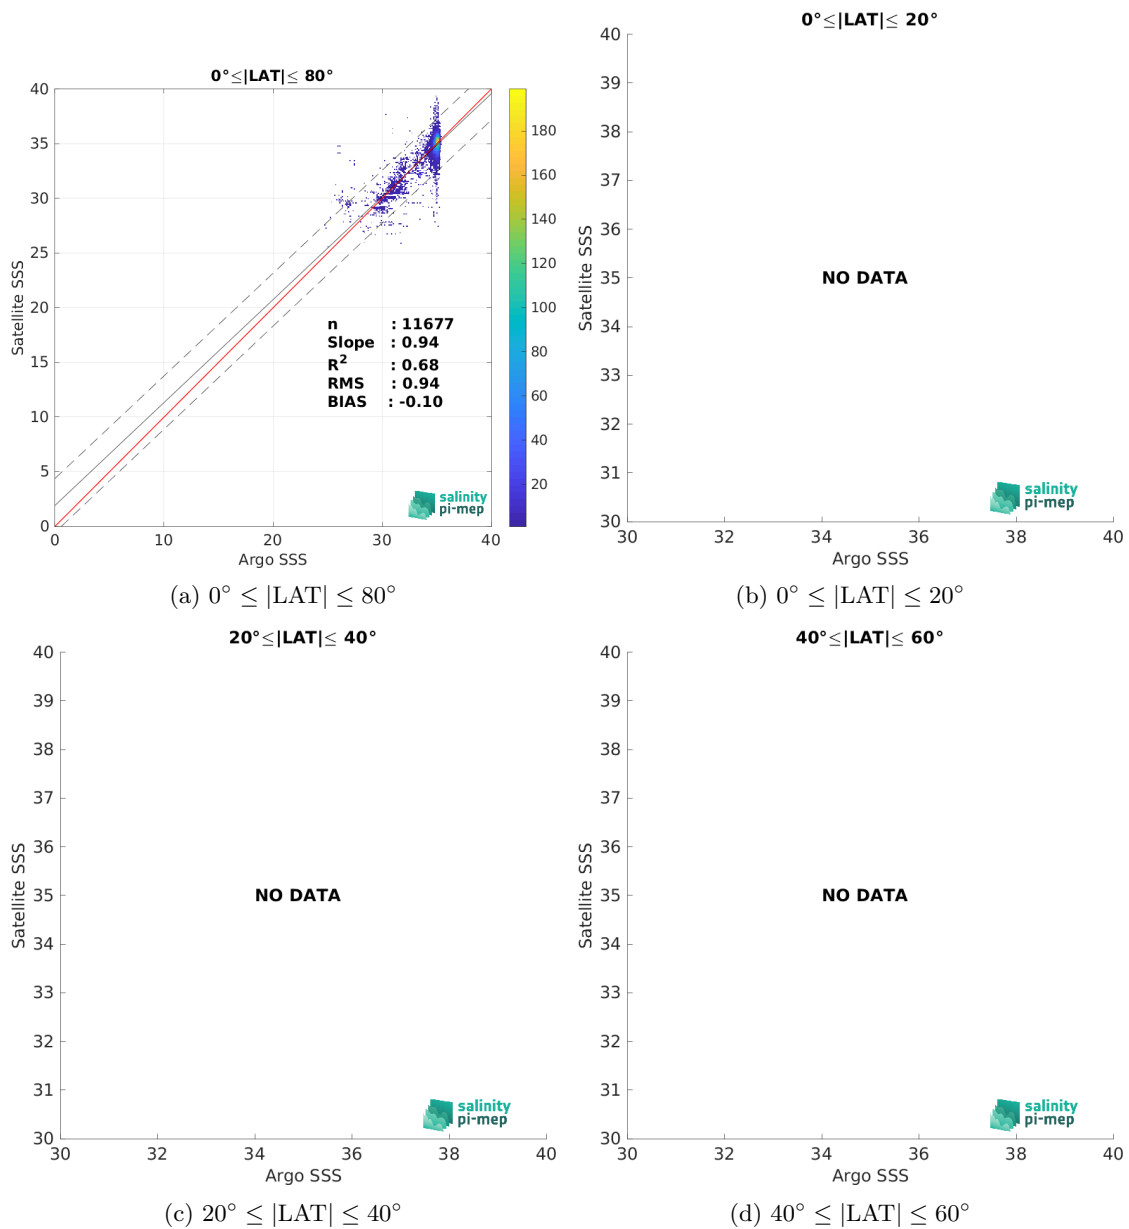 0°≤|LAT|≤ 80°
40
35
30
25
20
15
10
5
0
0
10
20
30
40
Satellite SSS
Argo SSS
180
160
140
120
100
80
60
40
20
n : 11677
Slope : 0.94
R2 : 0.68
RMS : 0.94
BIAS : -0.10
salinity
pi-mep
(a) 0° ≤ |LAT| ≤ 80°
0°≤|LAT|≤ 20°
40
39
38
37
36
35
34
33
32
31
30
30
32
34
36
38
40
Satellite SSS
NO DATA
salinity
pi-mep
Argo SSS
(b) 0° ≤ |LAT| ≤ 20°
20°≤|LAT|≤ 40°
40
39
38
37
36
35
34
33
32
31
30
30
32
34
36
38
40
Satellite SSS
NO DATA
salinity
pi-mep
Argo SSS
(c) 20° ≤ |LAT| ≤ 40°
40°≤|LAT|≤ 60°
40
39
38
37
36
35
34
33
32
31
30
30
32
34
36
38
40
Satellite SSS
NO DATA
salinity
pi-mep
Argo SSS
(d) 40° ≤ |LAT| ≤ 60°